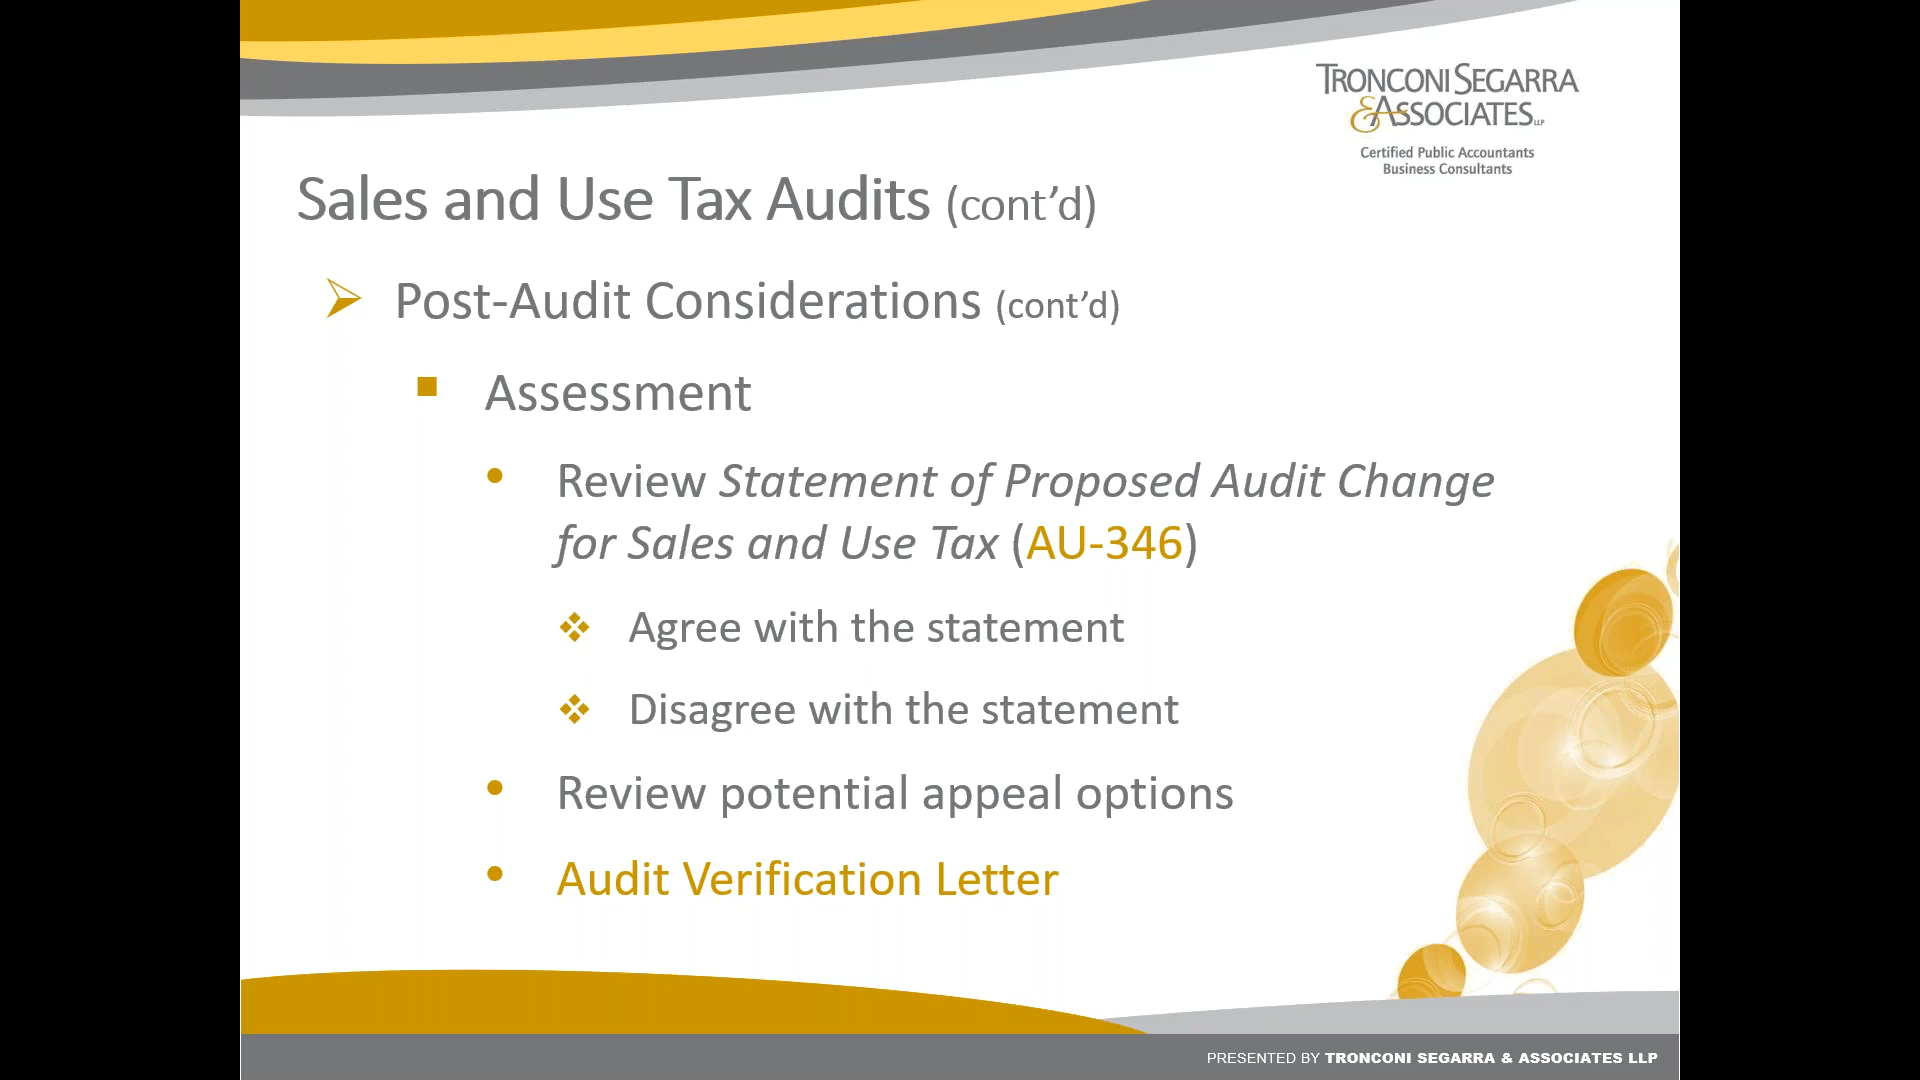 TRONCONI SEGARRA
& ASSOCIATES LLP
Certified Public Accountants
Business Consultants
Sales and Use Tax Audits (cont’d)
Post-Audit Considerations (cont’d)
Assessment
Review Statement of Proposed Audit Change
for Sales and Use Tax (AU-346)
Agree with the statement
Disagree with the statement
Review potential appeal options
Audit Verification Letter
PRESENTED BY TRONCONI SEGARRA & ASSOCIATES LLP